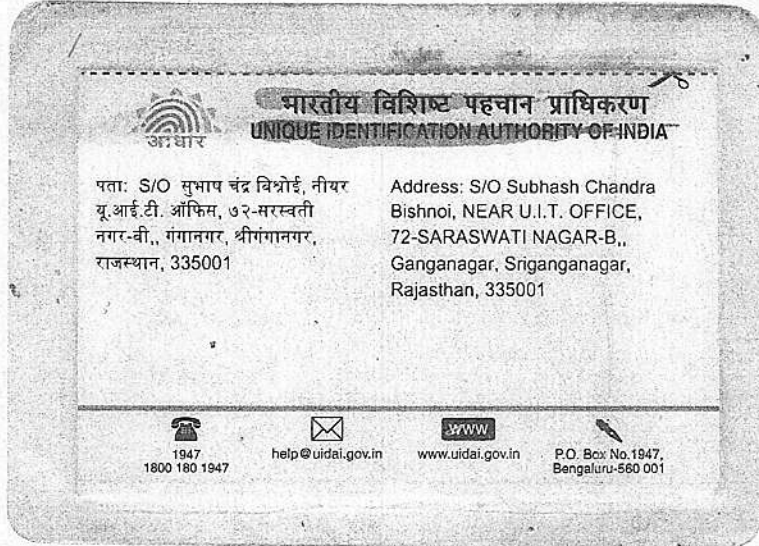 भारतीय विशिष्ट पहचान प्राधिकरण
UNIQUE IDENTIFICATION AUTHORITY OF INDIA
आधार
पता: S/O सुभाष चंद्र बिश्नोई, नीयर
यू.आई.टी. ऑफिस, ७२-सरस्वती
नगर-बी,, गंगानगर, श्रीगंगानगर,
राजस्थान, 335001
Address: S/O Subhash Chandra
Bishnoi, NEAR U.I.T. OFFICE,
72-SARASWATI NAGAR-B,,
Ganganagar, Sriganganagar,
Rajasthan, 335001
1947
1800 180 1947
help@uidai.gov.in
www
www.uidai.gov.in
P.O. Box No.1947,
Bengaluru-560 001